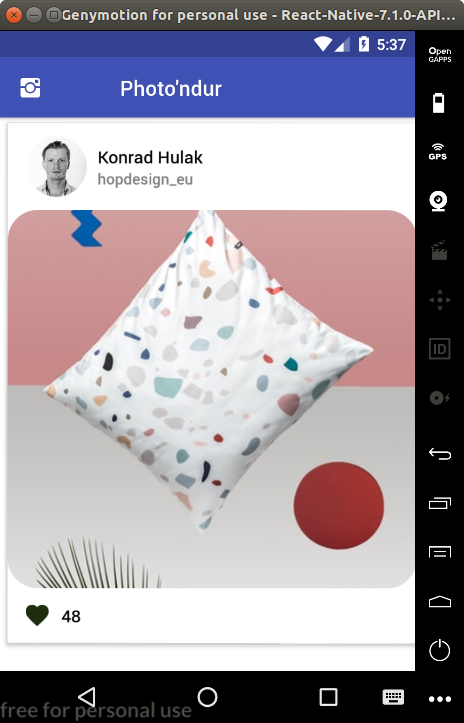 Genymotion for personal use - React-Native-7.1.0-API...
5:37
Open
GAPPS
Photo'ndur
GPS
Konrad Hulak
hopdesign_eu
ID
48
free for personal use